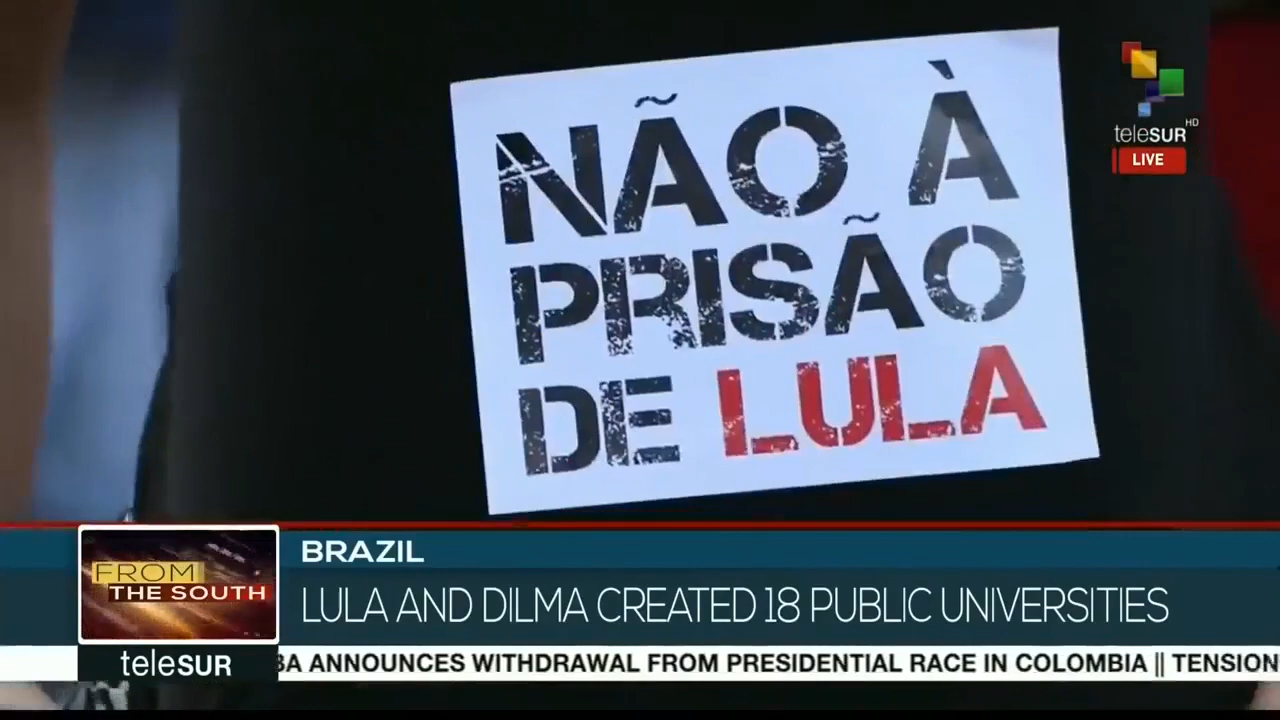 NÃO À
PRISÃO
DE LULA
teleSUR HD
LIVE
BRAZIL
FROM
THE SOUTH
LULA AND DILMA CREATED 18 PUBLIC UNIVERSITIES
teleSUR
ANNOUNCES WITHDRAWAL FROM PRESIDENTIAL RACE IN COLOMBIA || TENSION